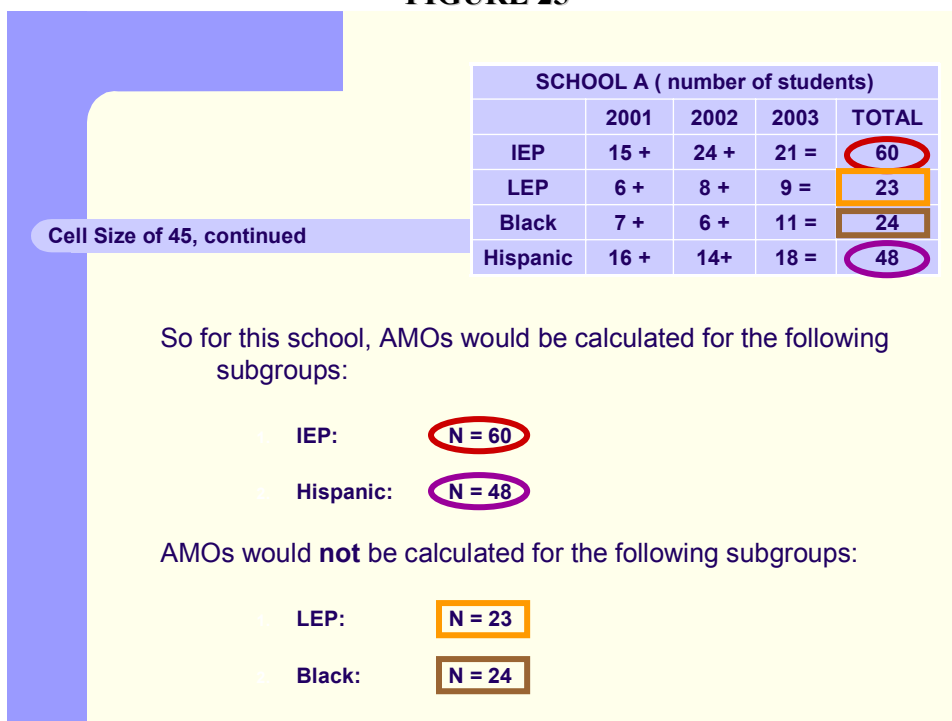 FIGURE 25
SCHOOL A ( number of students)
2001 2002 2003 TOTAL
IEP 15 + 24 + 21 = 60
LEP 6 + 8 + 9 = 23
Black 7 + 6 + 11 = 24
Hispanic 16 + 14+ 18 = 48
Cell Size of 45, continued
So for this school, AMOs would be calculated for the following
subgroups:
IEP: N = 60
Hispanic: N = 48
AMOs would not be calculated for the following subgroups:
LEP: N = 23
Black: N = 24